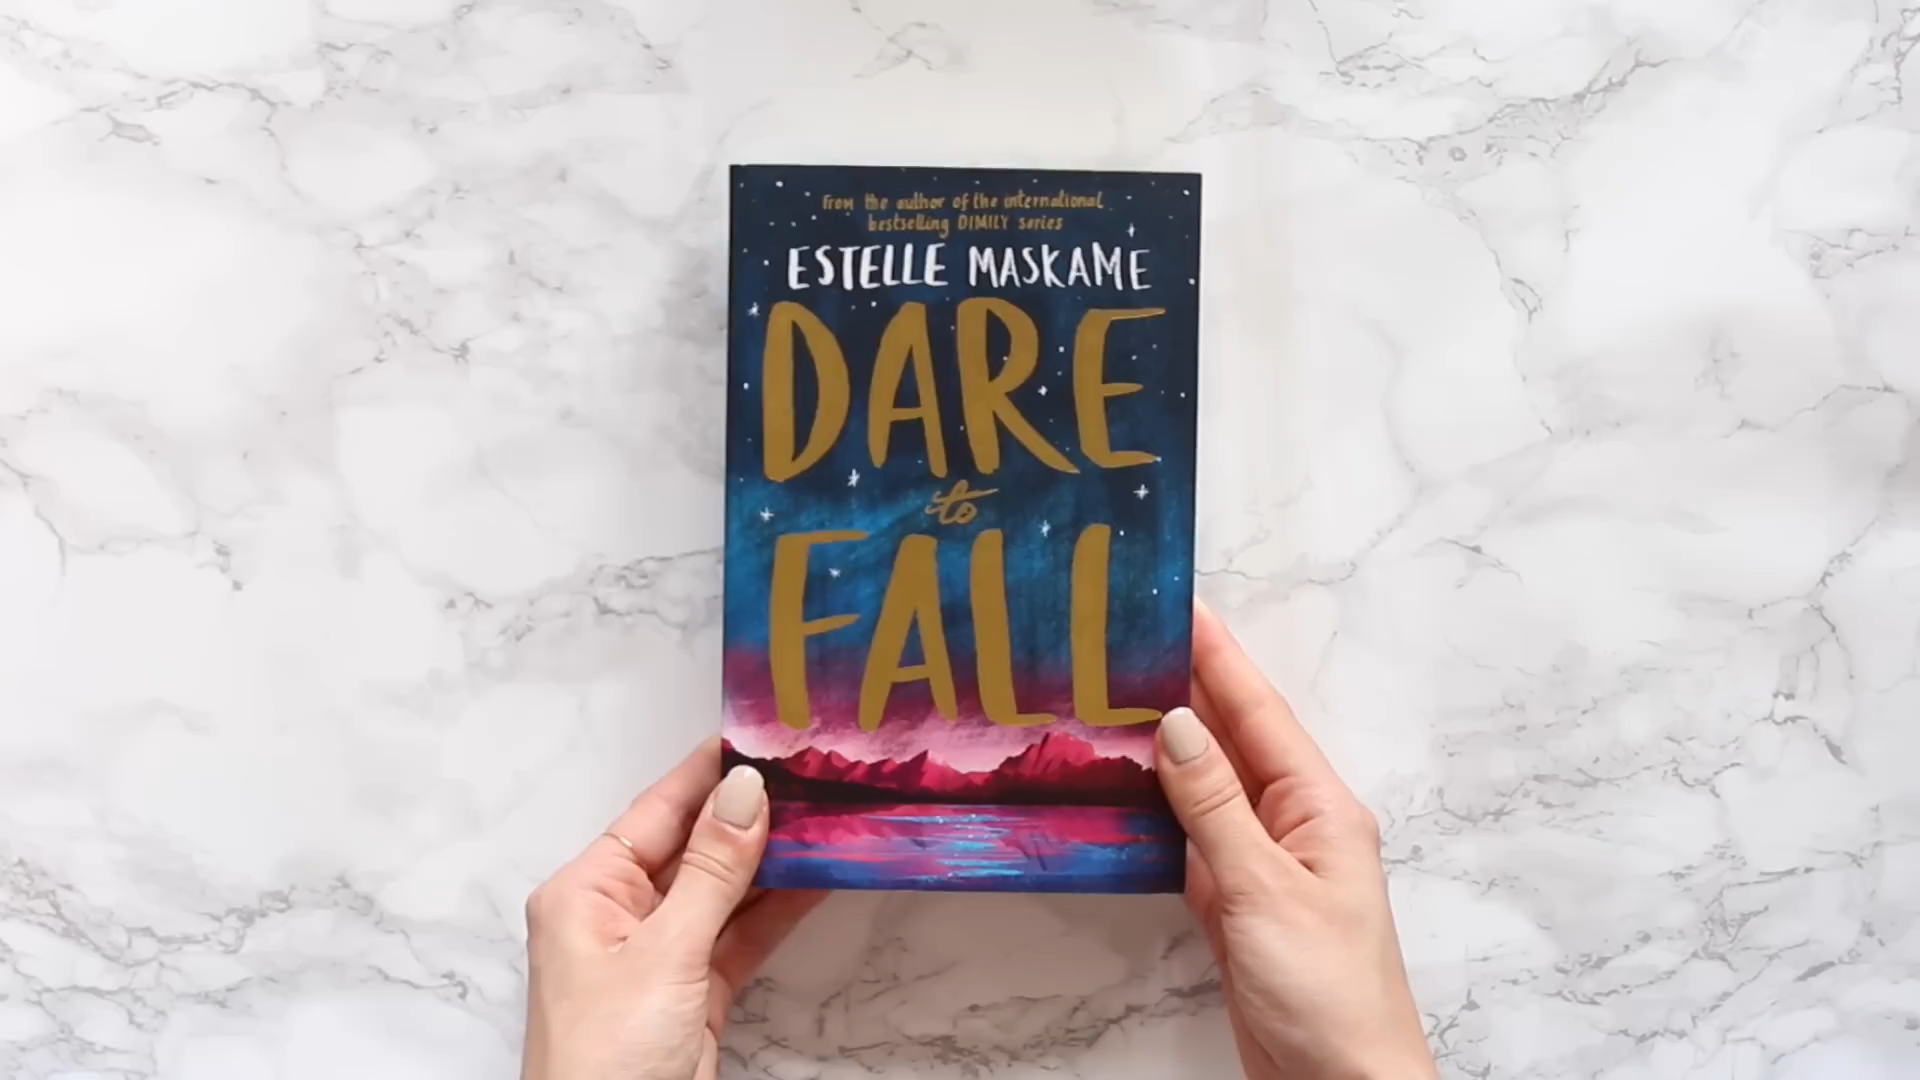 From the author of the international
bestselling DIMILY series
ESTELLE MASKAME
DARE
to
FALL